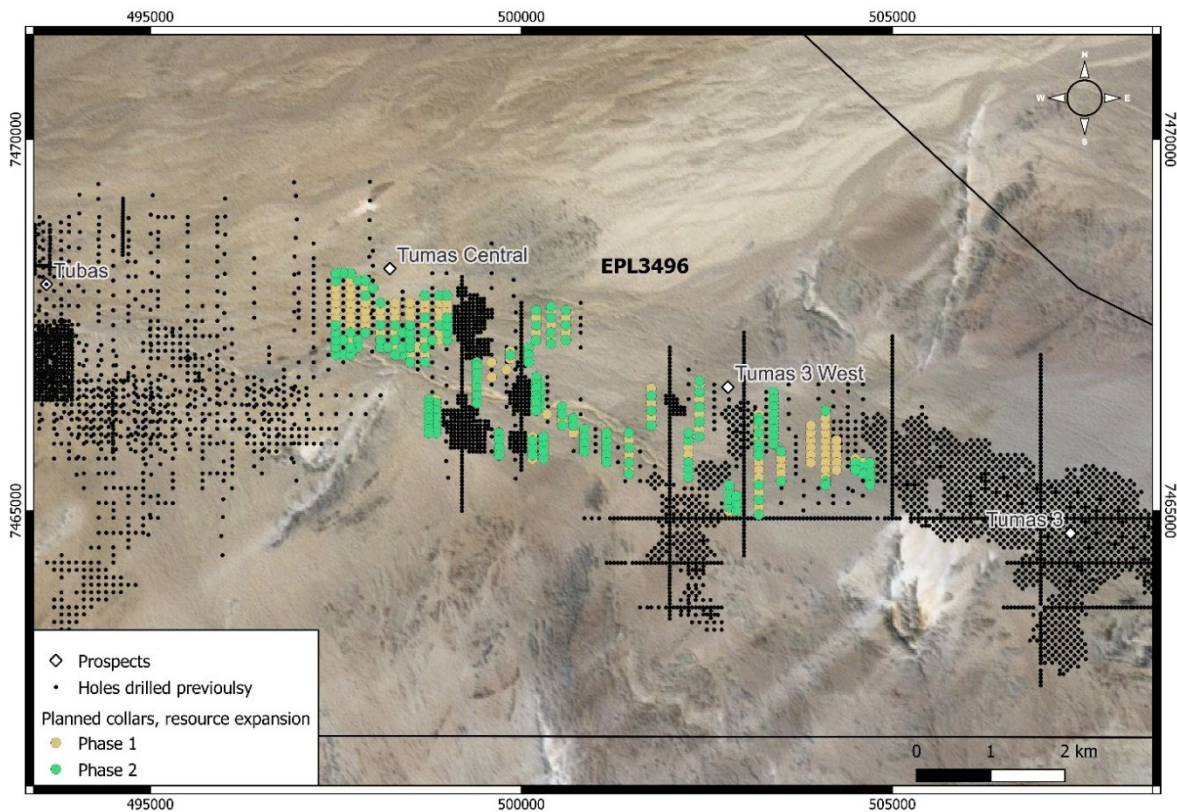 495000
500000
505000
N
W
E
S
7470000
7470000
Tumas Central
Tubas
EPL3496
Tumas 3 West
7465000
7465000
Tumas 3
Prospects
Holes drilled previoulsy
Planned collars, resource expansion
Phase 1
Phase 2
0 1 2 km
495000
500000
505000